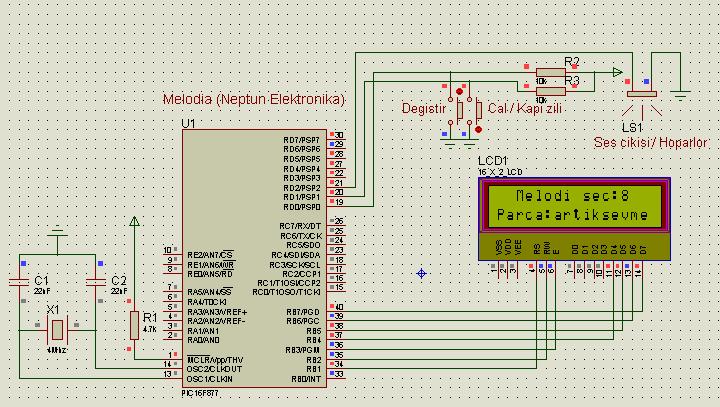 Melodia (Neptun Elektronika)
U1
RD7/PSP7 30
RD6/PSP6 29
RD5/PSP5 28
RD4/PSP4 27
RD3/PSP3 22
RD2/PSP2 21
RD1/PSP1 20
RD0/PSP0 19
RC7/RX/DT 26
RC6/TX/CK 25
RC5/SDO 24
RC4/SDI/SDA 23
RC3/SCK/SCL 18
RC2/CCP1 17
RC1/T1OSI/CCP2 16
RC0/T1OSO/T1CKI 15
RB7/PGD 40
RB6/PGC 39
RB5 38
RB4 37
RB3/PGM 36
RB2 35
RB1 34
RB0/INT 33
10 RE2/AN7/CS
9 RE1/AN6/WR
8 RE0/AN5/RD
7 RA5/AN4/SS
6 RA4/T0CKI
5 RA3/AN3/VREF+
4 RA2/AN2/VREF-
3 RA1/AN1
2 RA0/AN0
1 MCLR/Vpp/THV
14 OSC2/CLKOUT
13 OSC1/CLKIN
PIC16F877
C1
22nF
C2
22nF
X1
4Mhz
R1
4.7k
R2
10k
R3
10k
Degistir
Cal / Kapi zili
LS1
Ses cikisi / Hoparlor
LCD1
16 X 2 LCD
Melodi sec:8
Parca:artiksevme
VSS VDD VEE RS RW E D0 D1 D2 D3 D4 D5 D6 D7
1 2 3 4 5 6 7 8 9 10 11 12 13 14